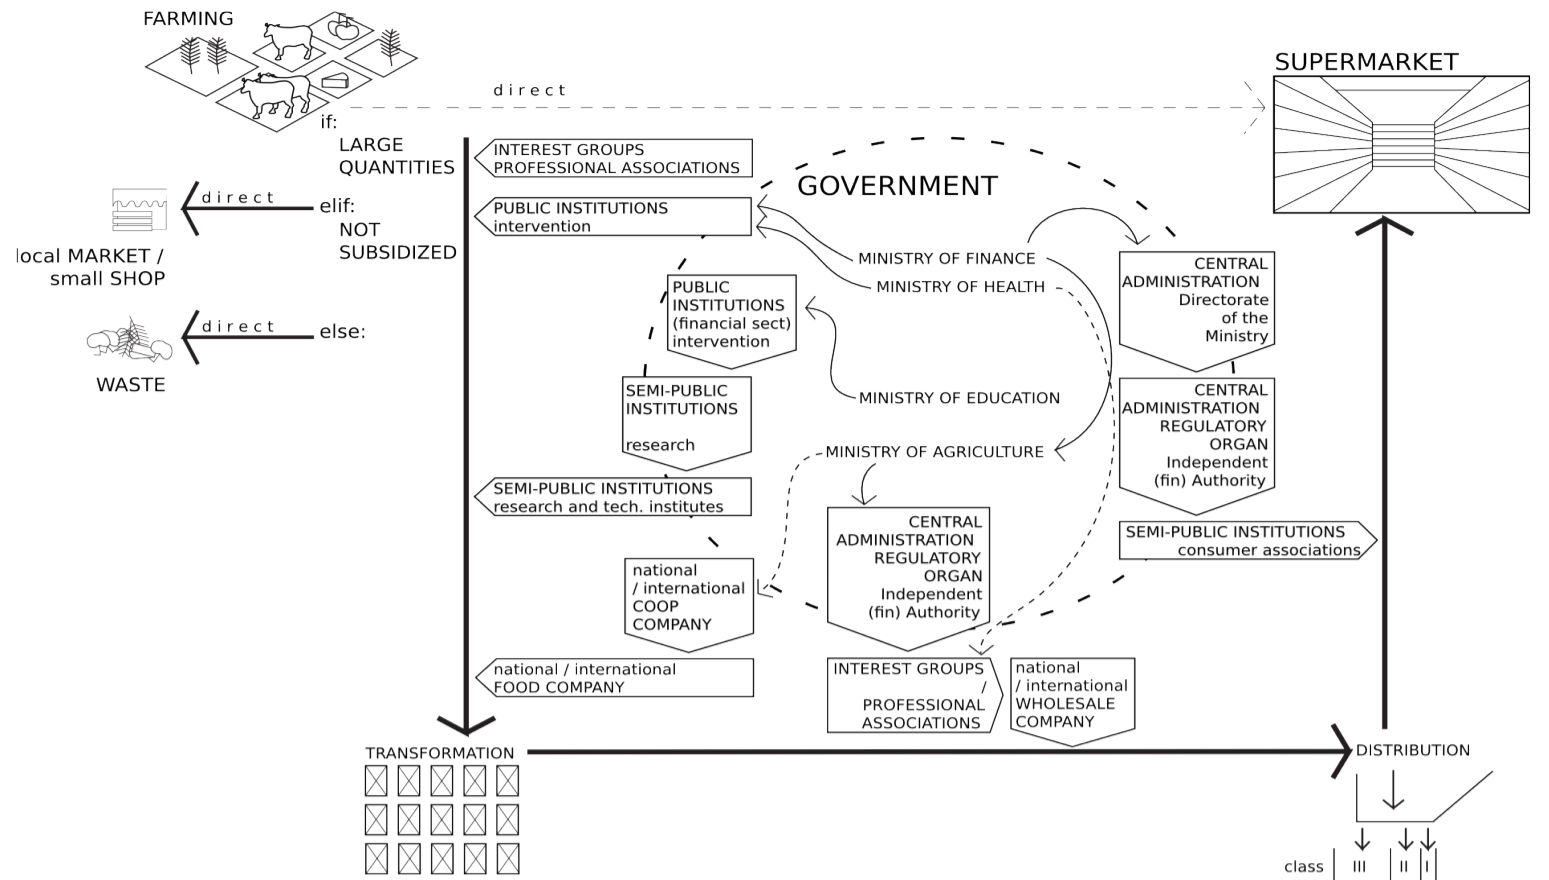 FARMING
SUPERMARKET
direct
if:
LARGE
QUANTITIES
INTEREST GROUPS
PROFESSIONAL ASSOCIATIONS
GOVERNMENT
direct
elif:
NOT
SUBSIDIZED
PUBLIC INSTITUTIONS
intervention
local MARKET /
small SHOP
MINISTRY OF FINANCE
MINISTRY OF HEALTH
CENTRAL
ADMINISTRATION
Directorate
of the
Ministry
PUBLIC
INSTITUTIONS
(financial sect)
intervention
direct
else:
WASTE
SEMI-PUBLIC
INSTITUTIONS
research
MINISTRY OF EDUCATION
CENTRAL
ADMINISTRATION
REGULATORY
ORGAN
Independent
(fin) Authority
MINISTRY OF AGRICULTURE
SEMI-PUBLIC INSTITUTIONS
research and tech. institutes
CENTRAL
ADMINISTRATION
REGULATORY
ORGAN
Independent
(fin) Authority
SEMI-PUBLIC INSTITUTIONS
consumer associations
national
/ international
COOP
COMPANY
national / international
FOOD COMPANY
INTEREST GROUPS
/
PROFESSIONAL
ASSOCIATIONS
national
/ international
WHOLESALE
COMPANY
TRANSFORMATION
DISTRIBUTION
class III II I